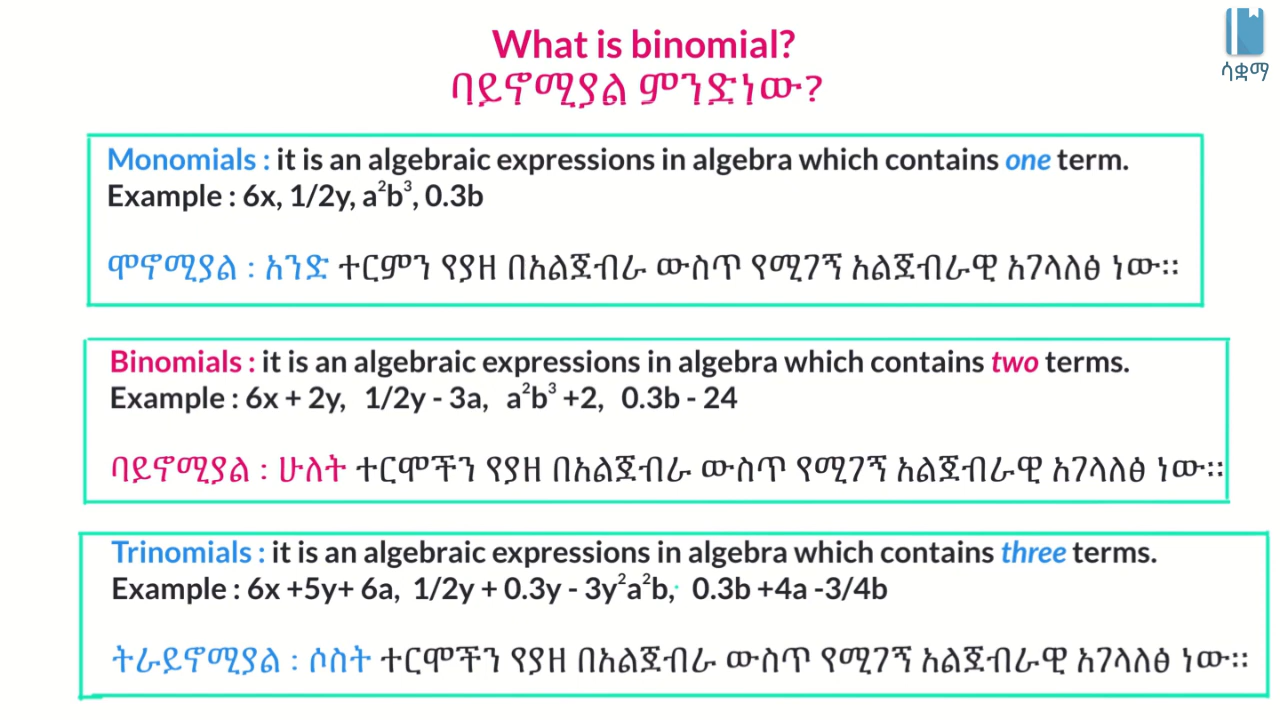 What is binomial?
ባይኖሚያል ምንድነው?
ሳቋማ
Monomials : it is an algebraic expressions in algebra which contains one term.
Example : 6x, 1/2y, a²b³, 0.3b
ሞኖሚያል : አንድ ተርምን የያዘ በአልጀብራ ውስጥ የሚገኝ አልጀብራዊ አገላለፅ ነው።
Binomials : it is an algebraic expressions in algebra which contains two terms.
Example : 6x + 2y, 1/2y - 3a, a²b³ +2, 0.3b - 24
ባይኖሚያል : ሁለት ተርሞችን የያዘ በአልጀብራ ውስጥ የሚገኝ አልጀብራዊ አገላለፅ ነው።
Trinomials : it is an algebraic expressions in algebra which contains three terms.
Example : 6x +5y+ 6a, 1/2y + 0.3y - 3y²a²b, 0.3b +4a -3/4b
ትራይኖሚያል : ሶስት ተርሞችን የያዘ በአልጀብራ ውስጥ የሚገኝ አልጀብራዊ አገላለፅ ነው።